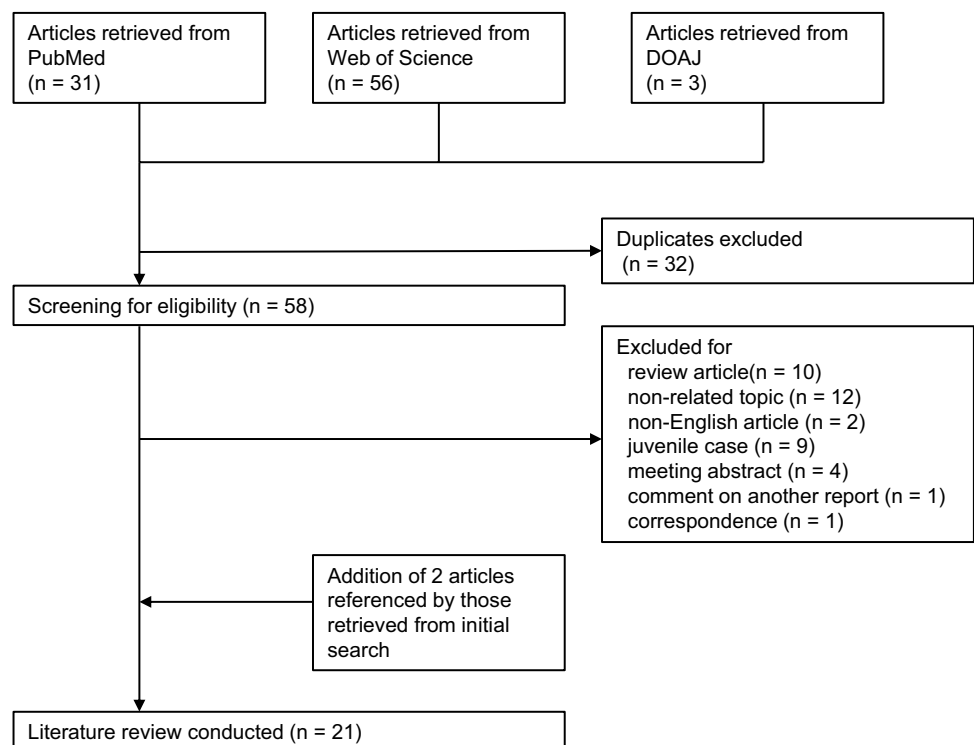 Articles retrieved from
PubMed
(n = 31)
Articles retrieved from
Web of Science
(n = 56)
Articles retrieved from
DOAJ
(n = 3)
Duplicates excluded
(n = 32)
Screening for eligibility (n = 58)
Excluded for
review article(n = 10)
non-related topic (n = 12)
non-English article (n = 2)
juvenile case (n = 9)
meeting abstract (n = 4)
comment on another report (n = 1)
correspondence (n = 1)
Addition of 2 articles
referenced by those
retrieved from initial
search
Literature review conducted (n = 21)